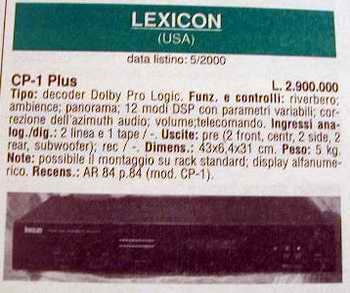 LEXICON
(USA)
data listino: 5/2000
CP-1 Plus L. 2.900.000
Tipo: decoder Dolby Pro Logic. Funz. e controlli: riverbero;
ambience; panorama; 12 modi DSP con parametri variabili; cor-
rezione dell'azimuth audio; volume;telecomando. Ingressi ana-
log./dig.: 2 linea e 1 tape / -. Uscite: pre (2 front, centr, 2 side, 2
rear, subwoofer); rec / -. Dimens.: 43x6,4x31 cm. Peso: 5 kg.
Note: possibile il montaggio su rack standard; display alfanume-
rico. Recens.: AR 84 p.84 (mod. CP-1).
lexicon